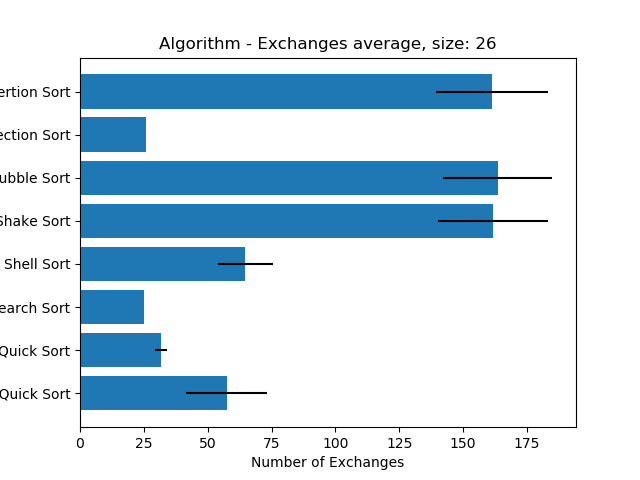 Algorithm - Exchanges average, size: 26
ertion Sort
ection Sort
ubble Sort
Shake Sort
Shell Sort
earch Sort
Quick Sort
Quick Sort
0 25 50 75 100 125 150 175
Number of Exchanges